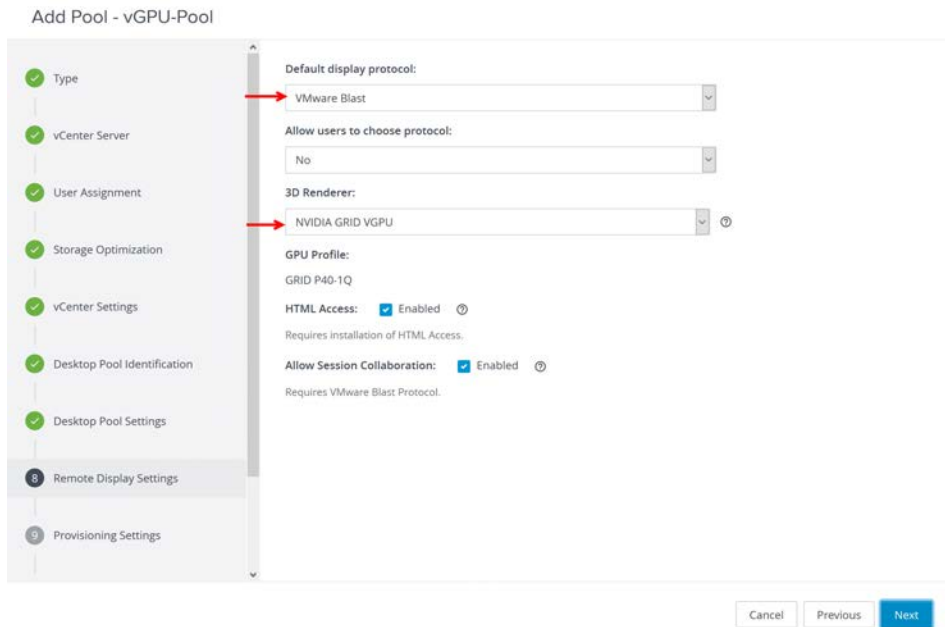 Add Pool - vGPU-Pool
Type
vCenter Server
User Assignment
Storage Optimization
vCenter Settings
Desktop Pool Identification
Desktop Pool Settings
8 Remote Display Settings
9 Provisioning Settings
Default display protocol:
VMware Blast
Allow users to choose protocol:
No
3D Renderer:
NVIDIA GRID VGPU
GPU Profile:
GRID P40-1Q
HTML Access: Enabled
Requires installation of HTML Access.
Allow Session Collaboration: Enabled
Requires VMware Blast Protocol.
Cancel Previous Next